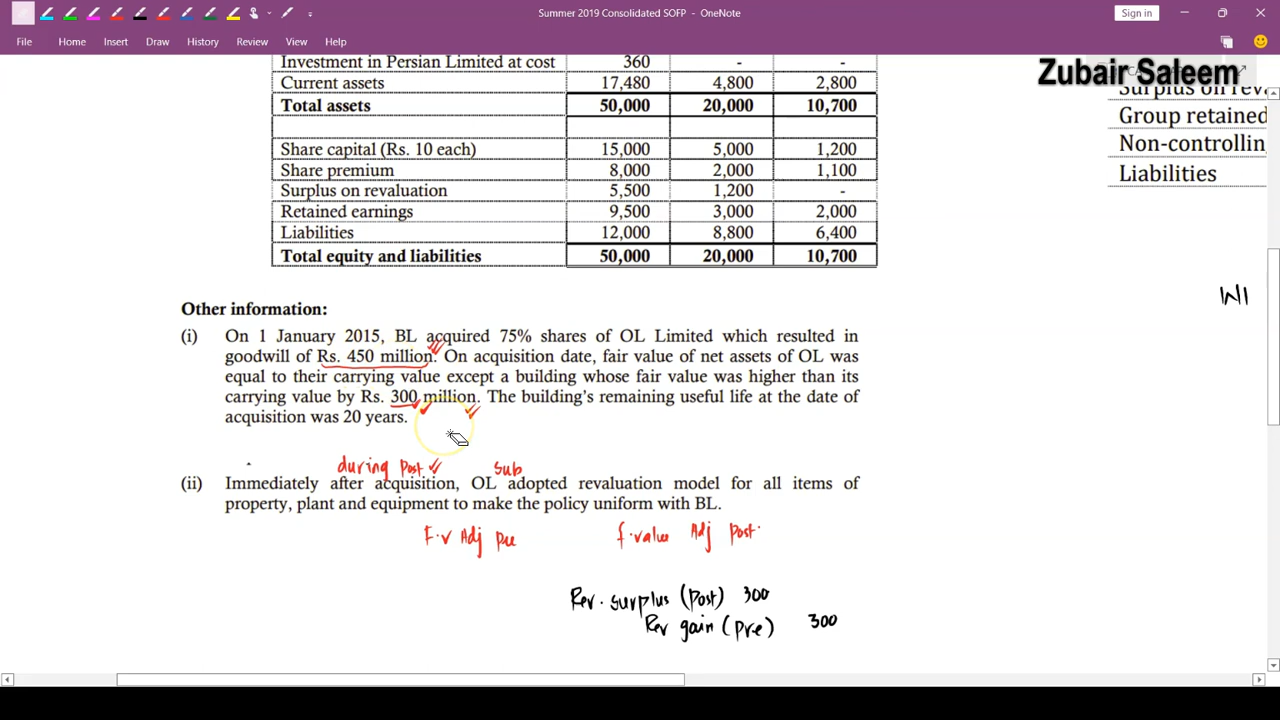 Summer 2019 Consolidated SOFP - OneNote
Sign in
File Home Insert Draw History View Help
Zubair Saleem
Investment in Persian Limited at cost 360 - -
Current assets 17,480 4,800 2,800
Total assets 50,000 20,000 10,700
Share capital (Rs. 10 each) 15,000 5,000 1,200
Share premium 8,000 2,000 1,100
Surplus on revaluation 5,500 1,200 -
Retained earnings 9,500 3,000 2,000
Liabilities 12,000 8,800 6,400
Total equity and liabilities 50,000 20,000 10,700
Surplus on reva
Group retained
Non-controllin
Liabilities
W1
Other information:
(i) On 1 January 2015, BL acquired 75% shares of OL Limited which resulted in
goodwill of Rs. 450 million. On acquisition date, fair value of net assets of OL was
equal to their carrying value except a building whose fair value was higher than its
carrying value by Rs. 300 million. The building's remaining useful life at the date of
acquisition was 20 years.
during Post sub
(ii) Immediately after acquisition, OL adopted revaluation model for all items of
property, plant and equipment to make the policy uniform with BL.
F.v Adj pre f.value Adj post.
Rev. surplus (post) 300
Rev gain (pre) 300